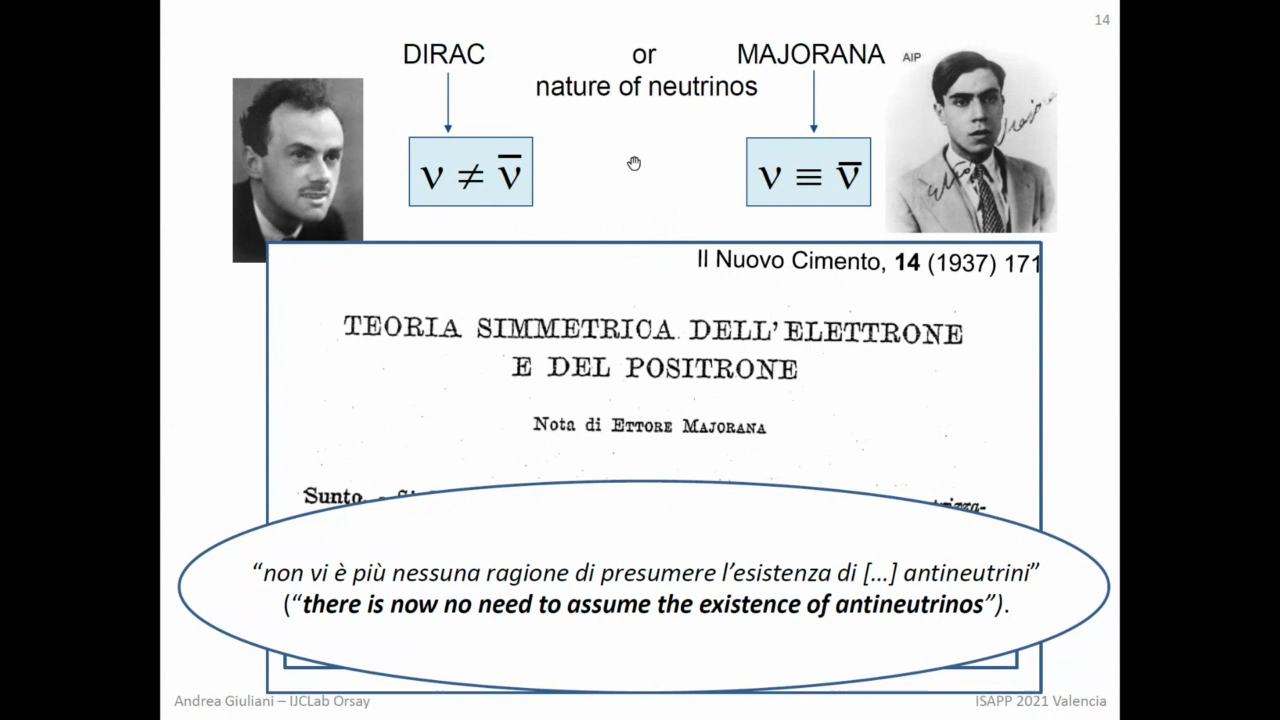 14
DIRAC or MAJORANA
nature of neutrinos
AIP
ν ≠ ν̅
ν ≡ ν̅
Il Nuovo Cimento, 14 (1937) 171
TEORIA SIMMETRICA DELL'ELETTRONE
E DEL POSITRONE
Nota di ETTORE MAJORANA
Sunto. -
“non vi è più nessuna ragione di presumere l’esistenza di [...] antineutrini”
(“there is now no need to assume the existence of antineutrinos”).
Andrea Giuliani – IJCLab Orsay
ISAPP 2021 Valencia